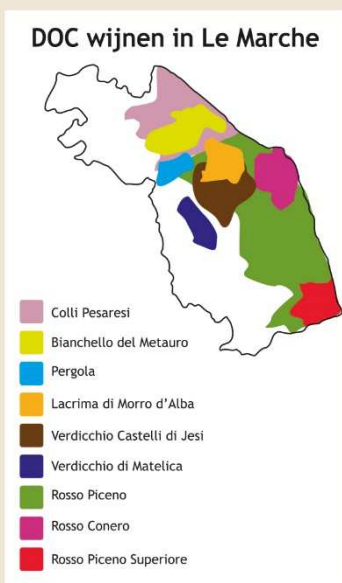 DOC wijnen in Le Marche
Colli Pesaresi
Bianchello del Metauro
Pergola
Lacrima di Morro d'Alba
Verdicchio Castelli di Jesi
Verdicchio di Matelica
Rosso Piceno
Rosso Conero
Rosso Piceno Superiore